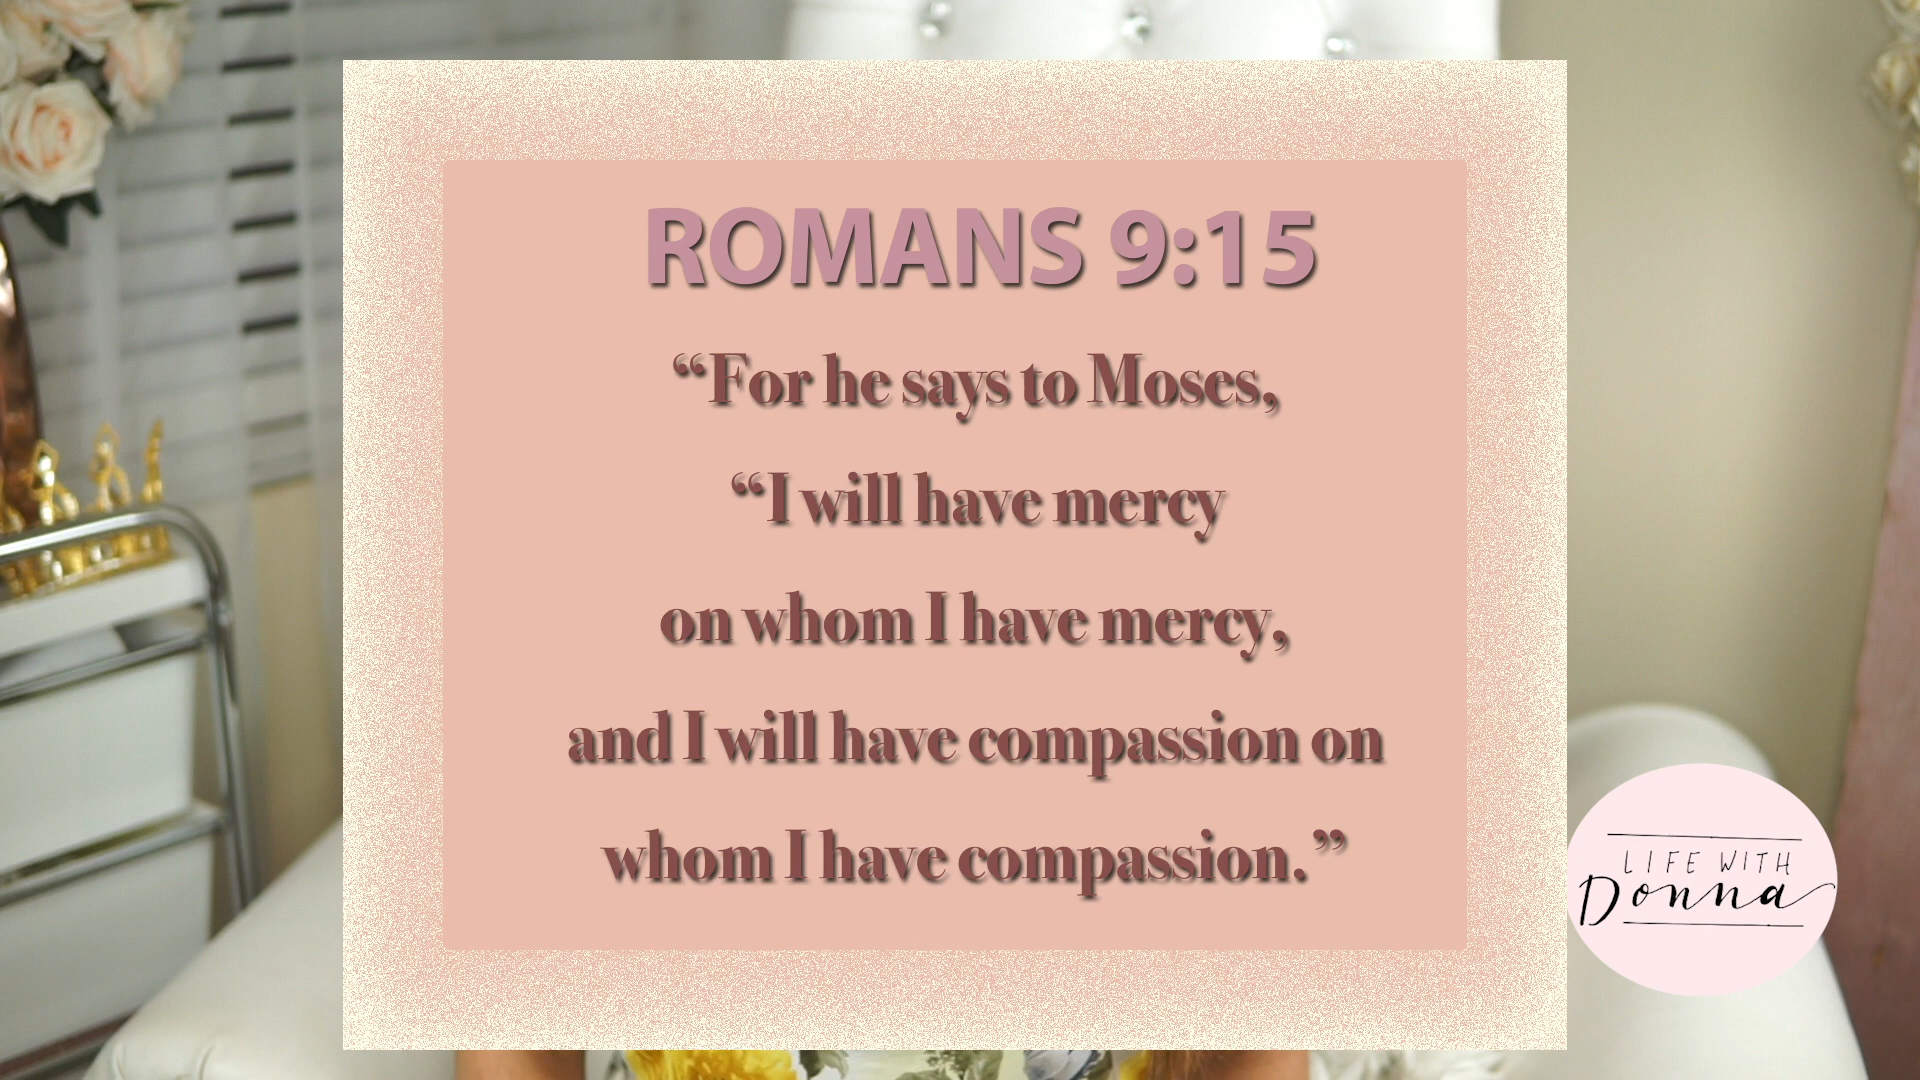 ROMANS 9:15
“For he says to Moses,
“I will have mercy
on whom I have mercy,
and I will have compassion on
whom I have compassion.”
LIFE WITH
Donna